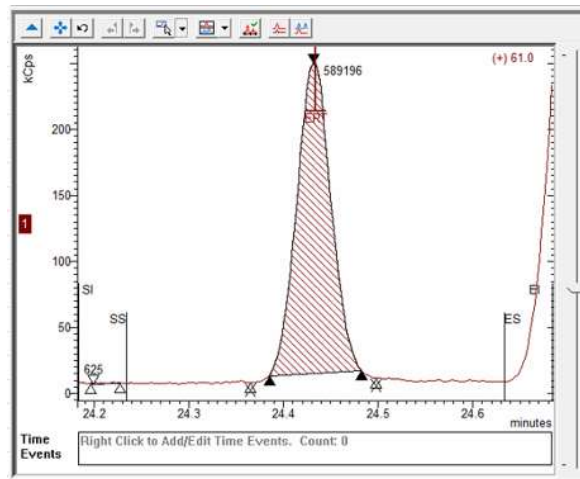 (+) 61.0
kCps
589196
ERT
200
150
1
100
SI
EI
SS
ES
50
625
0
24.2
24.3
24.4
24.5
24.6
minutes
Time Events
Right Click to Add/Edit Time Events. Count: 0